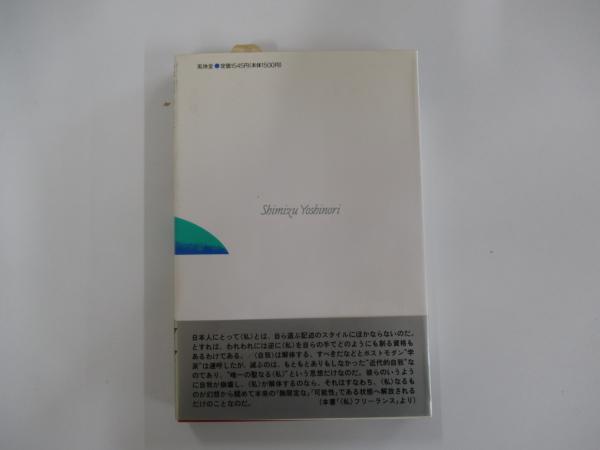 風琳堂●定価1545円(本体1500円)
Shimizu Yoshinori
日本人にとって〈私〉とは、自ら選ぶ記述のスタイルにほかならないのだ。
とすれば、われわれには逆に〈私〉を自らの手でどのようにも創る資格も
あるわけである。／〈自我〉は解体する、すべきだなどとポストモダン“学
派”は連呼したが、滅ぶのは、もともとありもしなかった“近代的自我”な
のであり、“唯一の聖なる〈私〉”という思想だけなのだ。彼らのいうように
自我が崩壊し、〈私〉が解体するのなら、それはすなわち、〈私〉なるも
のが幻想から醒めて本来の「無限定な」「可能性」である状態へ解放される
だけのことなのだ。（本書「〈私〉フリーランス」より）